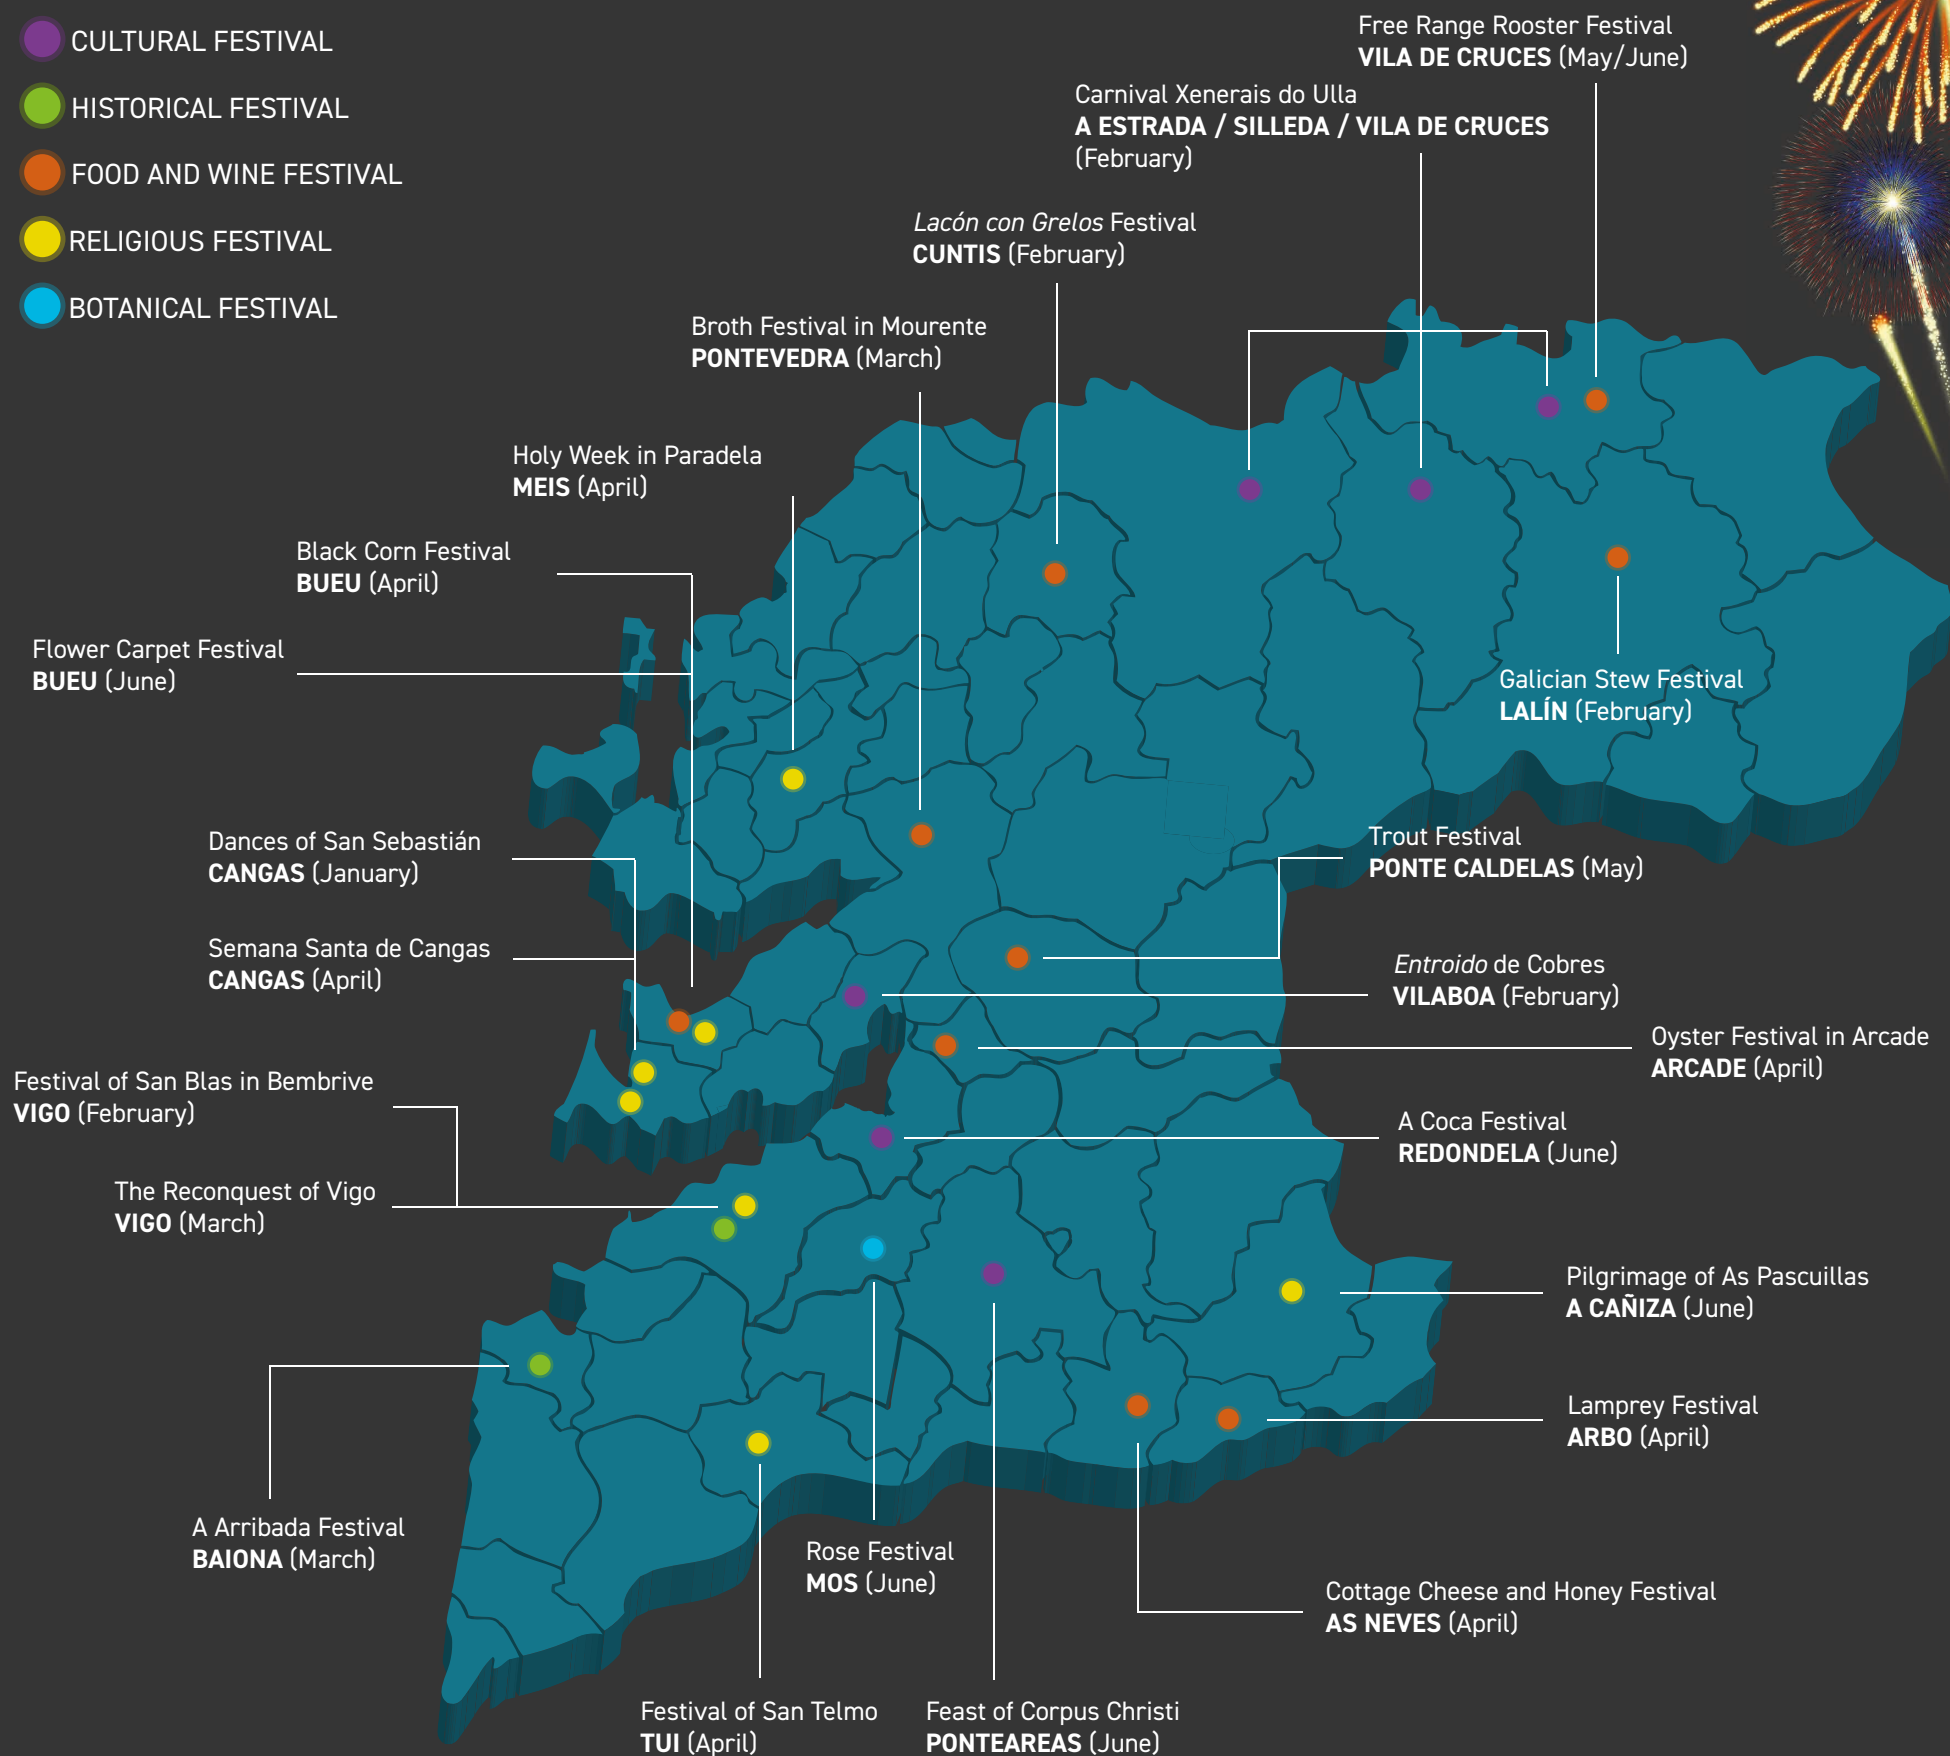 CULTURAL FESTIVAL
HISTORICAL FESTIVAL
FOOD AND WINE FESTIVAL
RELIGIOUS FESTIVAL
BOTANICAL FESTIVAL
Free Range Rooster Festival
VILA DE CRUCES (May/June)
Carnival Xenerais do Ulla
A ESTRADA / SILLEDA / VILA DE CRUCES
(February)
Lacón con Grelos Festival
CUNTIS (February)
Broth Festival in Mourente
PONTEVEDRA (March)
Holy Week in Paradela
MEIS (April)
Black Corn Festival
BUEU (April)
Flower Carpet Festival
BUEU (June)
Galician Stew Festival
LALÍN (February)
Dances of San Sebastián
CANGAS (January)
Trout Festival
PONTE CALDELAS (May)
Semana Santa de Cangas
CANGAS (April)
Entroido de Cobres
VILABOA (February)
Oyster Festival in Arcade
ARCADE (April)
Festival of San Blas in Bembrive
VIGO (February)
A Coca Festival
REDONDELA (June)
The Reconquest of Vigo
VIGO (March)
Pilgrimage of As Pascuillas
A CAÑIZA (June)
Lamprey Festival
ARBO (April)
A Arribada Festival
BAIONA (March)
Rose Festival
MOS (June)
Cottage Cheese and Honey Festival
AS NEVES (April)
Festival of San Telmo
TUI (April)
Feast of Corpus Christi
PONTEAREAS (June)